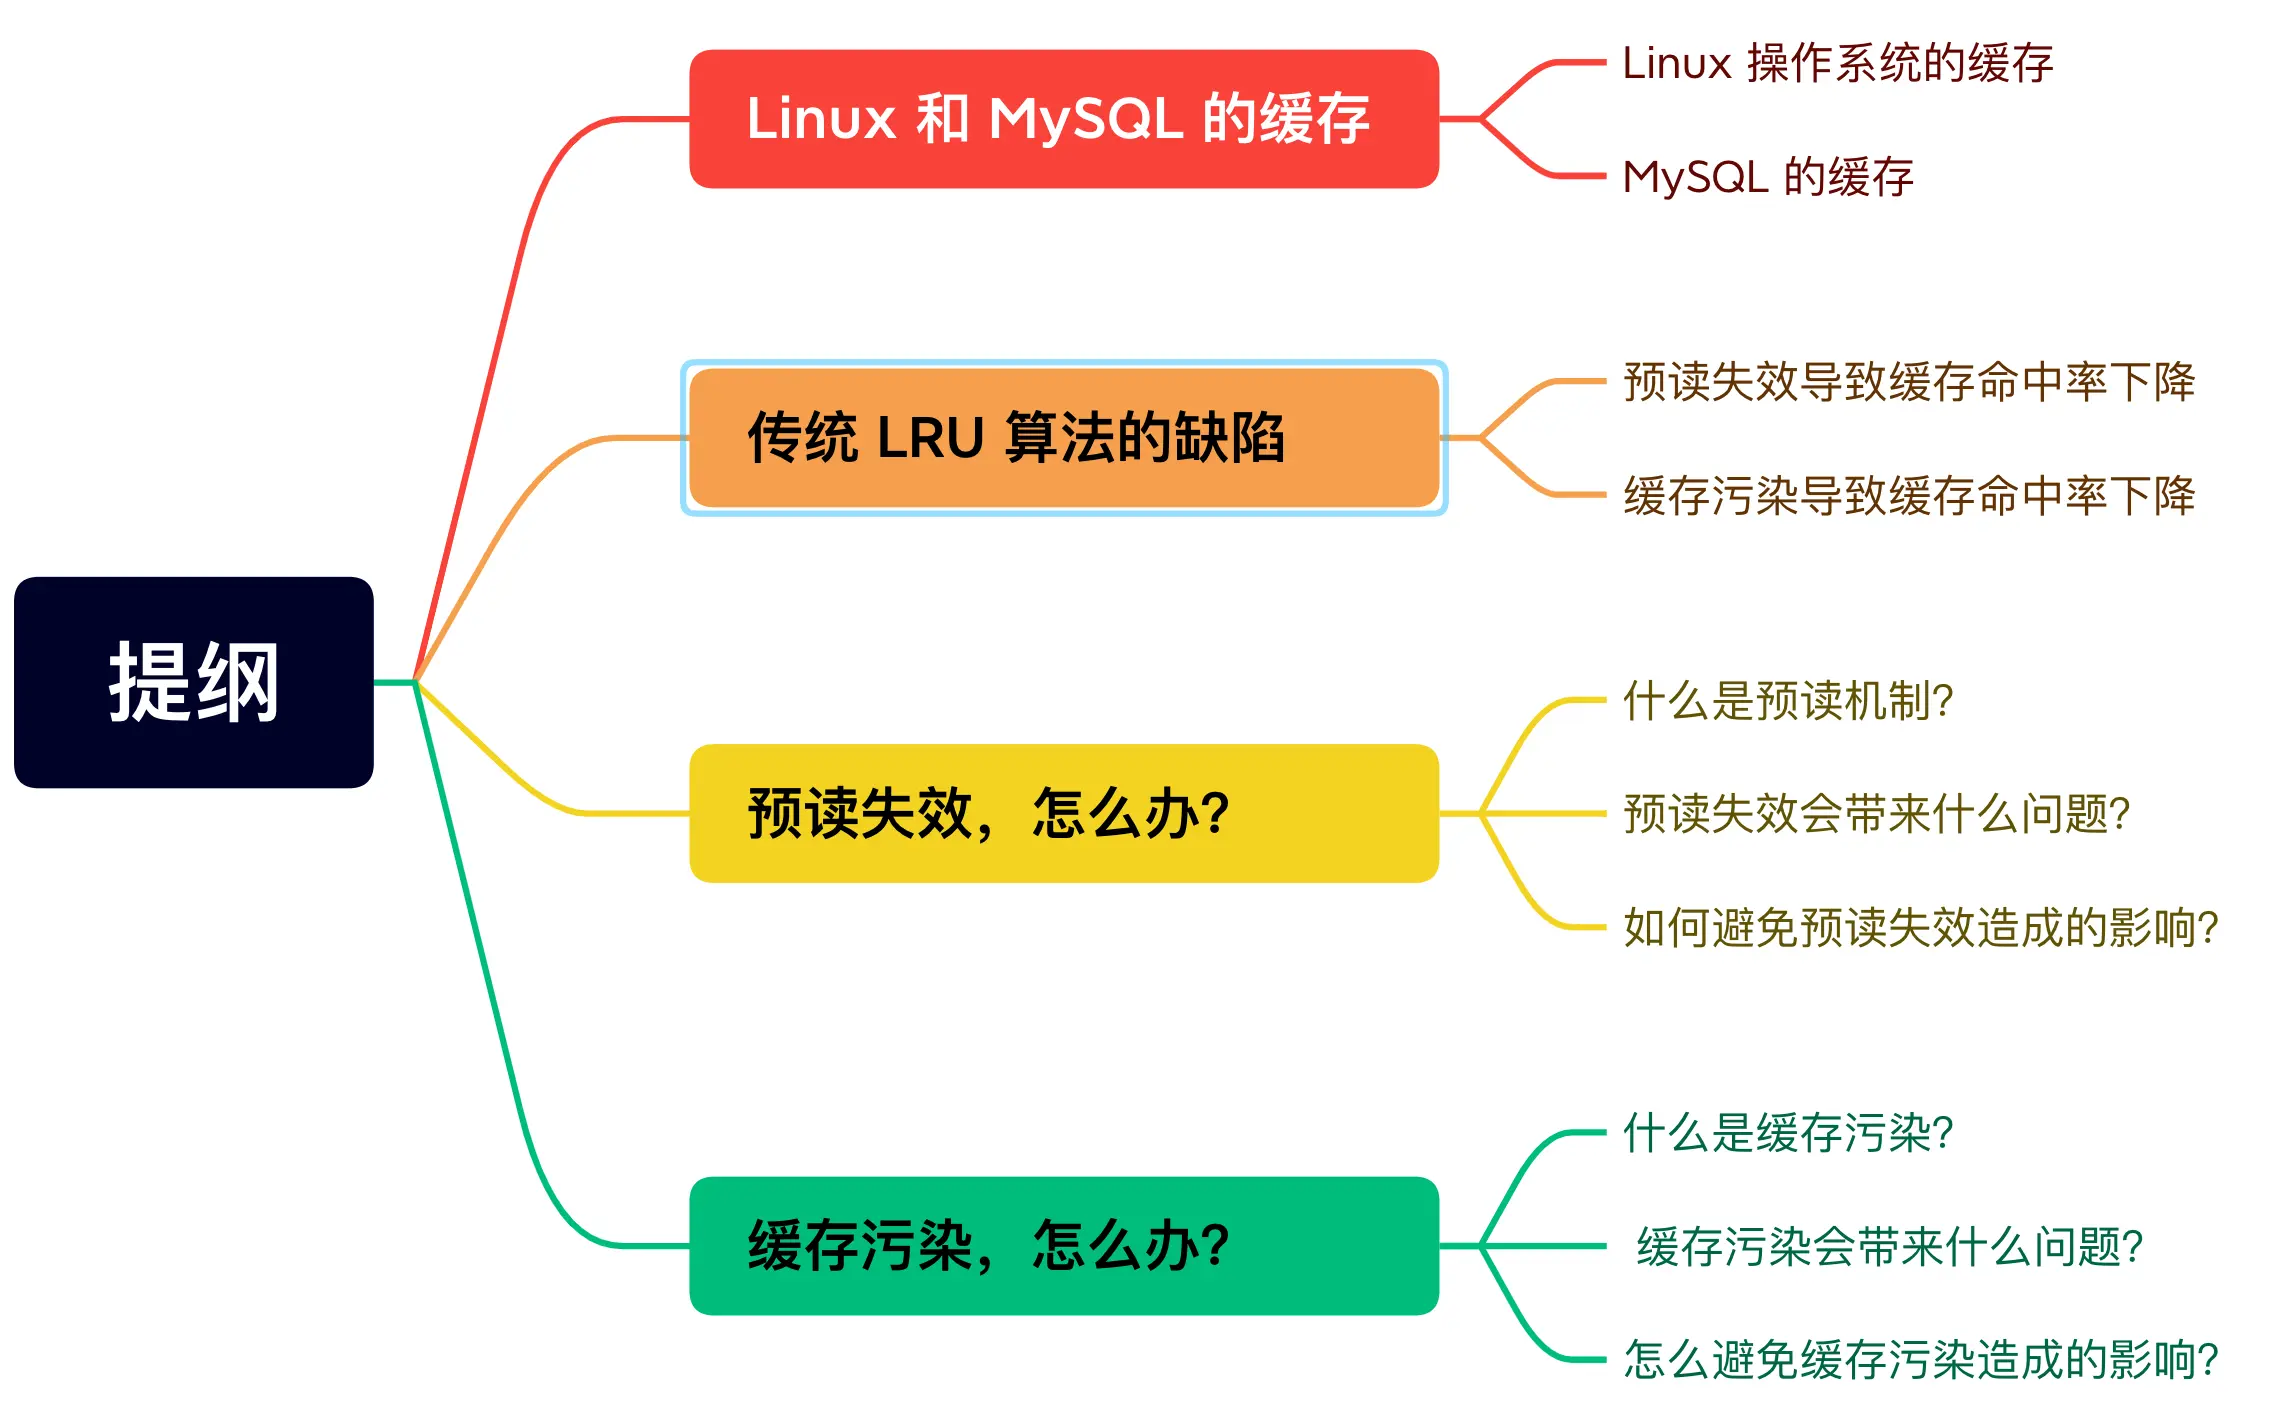 提纲
Linux 和 MySQL 的缓存
Linux 操作系统的缓存
MySQL 的缓存
传统 LRU 算法的缺陷
预读失效导致缓存命中率下降
缓存污染导致缓存命中率下降
预读失效，怎么办？
什么是预读机制？
预读失效会带来什么问题？
如何避免预读失效造成的影响？
缓存污染，怎么办？
什么是缓存污染？
缓存污染会带来什么问题？
怎么避免缓存污染造成的影响？